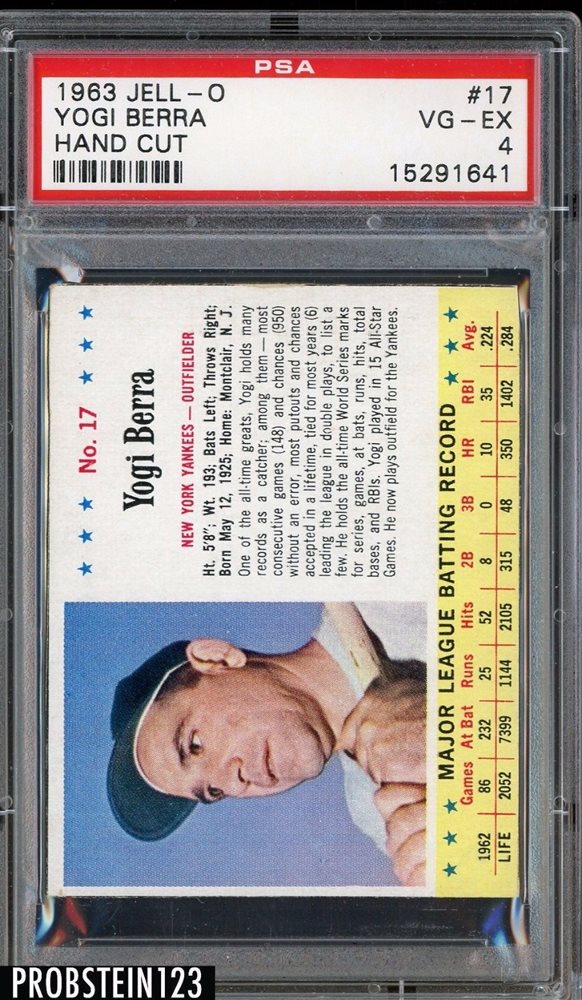 PSA
1963 JELL-O
#17
YOGI BERRA
VG-EX
HAND CUT
4
15291641
No. 17
Yogi Berra
NEW YORK YANKEES — OUTFIELDER
Ht. 5'8"; Wt. 193; Bats Left; Throws Right;
Born May 12, 1925; Home: Montclair, N. J.
One of the all-time greats, Yogi holds many
records as a catcher; among them — most
consecutive games (148) and chances (950)
without an error, most putouts and chances
accepted in a lifetime, tied for most years (6)
leading the league in double plays, to list a
few. He holds the all-time World Series marks
for series, games, at bats, runs, hits, total
bases, and RBIs. Yogi played in 15 All-Star
Games. He now plays outfield for the Yankees.
MAJOR LEAGUE BATTING RECORD
Games At Bat Runs Hits 2B 3B HR RBI Avg.
1962 86 232 25 52 8 0 10 35 .224
LIFE 2052 7399 1144 2105 315 48 350 1402 .284
PROBSTEIN123